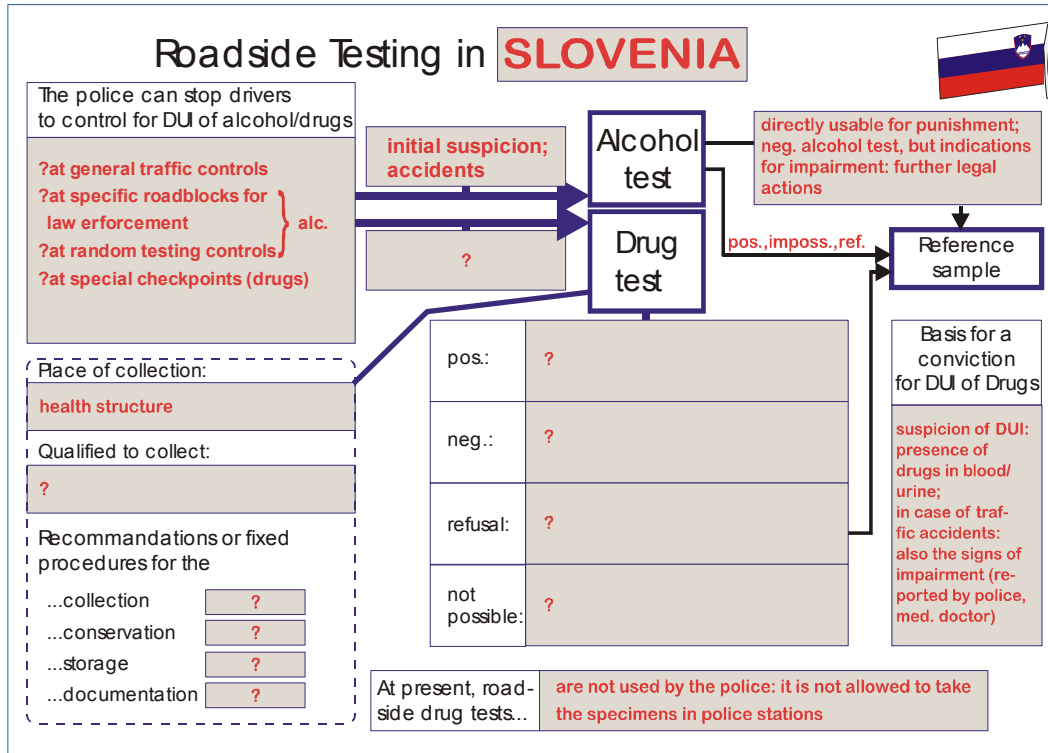 Roadside Testing in SLOVENIA
The police can stop drivers
to control for DUI of alcohol/drugs
?at general traffic controls
?at specific roadblocks for
law erforcement
?at random testing controls
} alc.
?at special checkpoints (drugs)
initial suspicion;
accidents
?
Alcohol
test
Drug
test
directly usable for punishment;
neg. alcohol test, but indications
for impairment: further legal
actions
pos.,imposs.,ref.
Reference
sample
Place of collection:
health structure
Qualified to collect:
?
Recommandations or fixed
procedures for the
...collection ?
...conservation ?
...storage ?
...documentation ?
pos.: ?
neg.: ?
refusal: ?
not
possible: ?
Basis for a
conviction
for DUI of Drugs
suspicion of DUI:
presence of
drugs in blood/
urine;
in case of traf-
fic accidents:
also the signs of
impairment (re-
ported by police,
med. doctor)
At present, road-
side drug tests...
are not used by the police: it is not allowed to take
the specimens in police stations